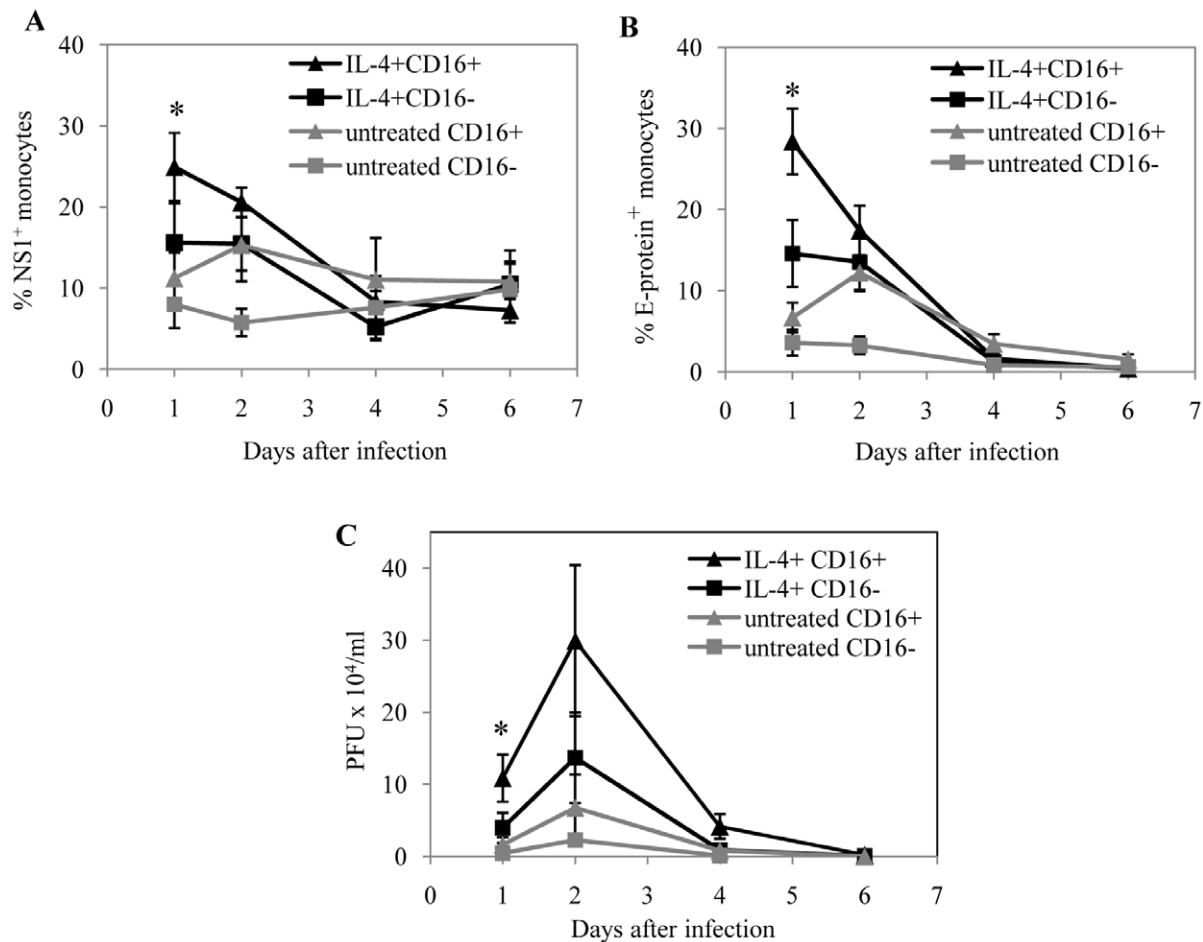 A
% NS1⁺ monocytes
40
30
20
10
0
*
IL-4+CD16+
IL-4+CD16-
untreated CD16+
untreated CD16-
0 1 2 3 4 5 6 7
Days after infection
B
% E-protein⁺ monocytes
40
30
20
10
0
*
IL-4+CD16+
IL-4+CD16-
untreated CD16+
untreated CD16-
0 1 2 3 4 5 6 7
Days after infection
C
PFU x 10⁴/ml
40
30
20
10
0
*
IL-4+ CD16+
IL-4+ CD16-
untreated CD16+
untreated CD16-
0 1 2 3 4 5 6 7
Days after infection